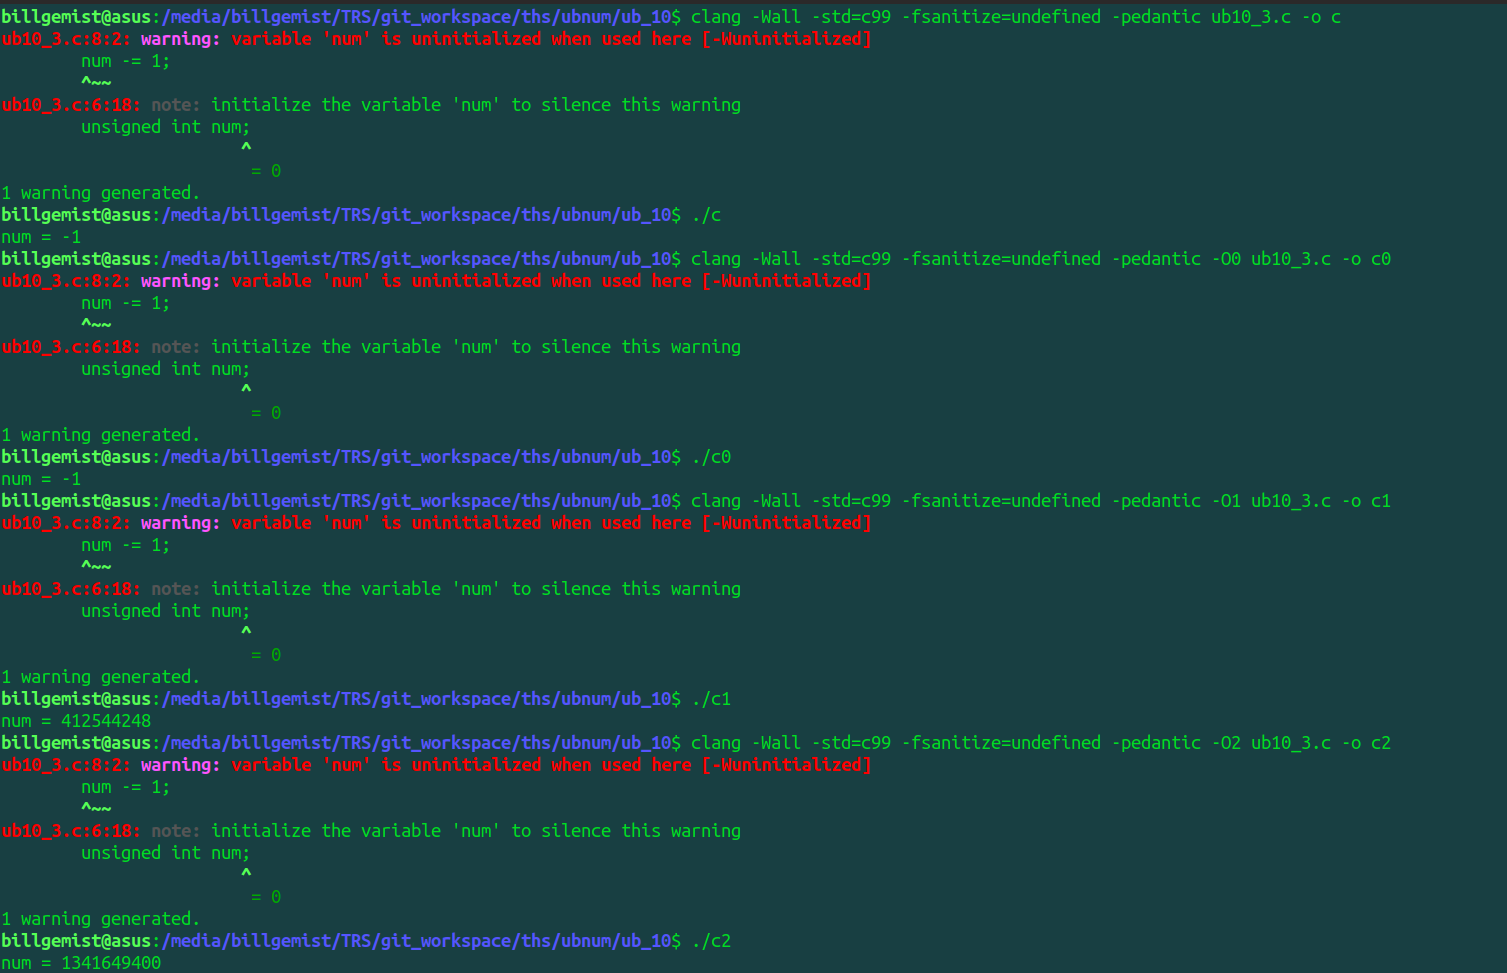 billgemist@asus:/media/billgemist/TRS/git_workspace/ths/ubnum/ub_10$ clang -Wall -std=c99 -fsanitize=undefined -pedantic ub10_3.c -o c
ub10_3.c:8:2: warning: variable 'num' is uninitialized when used here [-Wuninitialized]
        num -= 1;
        ^~~
ub10_3.c:6:18: note: initialize the variable 'num' to silence this warning
        unsigned int num;
                        ^
                         = 0
1 warning generated.
billgemist@asus:/media/billgemist/TRS/git_workspace/ths/ubnum/ub_10$ ./c
num = -1
billgemist@asus:/media/billgemist/TRS/git_workspace/ths/ubnum/ub_10$ clang -Wall -std=c99 -fsanitize=undefined -pedantic -O0 ub10_3.c -o c0
ub10_3.c:8:2: warning: variable 'num' is uninitialized when used here [-Wuninitialized]
        num -= 1;
        ^~~
ub10_3.c:6:18: note: initialize the variable 'num' to silence this warning
        unsigned int num;
                        ^
                         = 0
1 warning generated.
billgemist@asus:/media/billgemist/TRS/git_workspace/ths/ubnum/ub_10$ ./c0
num = -1
billgemist@asus:/media/billgemist/TRS/git_workspace/ths/ubnum/ub_10$ clang -Wall -std=c99 -fsanitize=undefined -pedantic -O1 ub10_3.c -o c1
ub10_3.c:8:2: warning: variable 'num' is uninitialized when used here [-Wuninitialized]
        num -= 1;
        ^~~
ub10_3.c:6:18: note: initialize the variable 'num' to silence this warning
        unsigned int num;
                        ^
                         = 0
1 warning generated.
billgemist@asus:/media/billgemist/TRS/git_workspace/ths/ubnum/ub_10$ ./c1
num = 412544248
billgemist@asus:/media/billgemist/TRS/git_workspace/ths/ubnum/ub_10$ clang -Wall -std=c99 -fsanitize=undefined -pedantic -O2 ub10_3.c -o c2
ub10_3.c:8:2: warning: variable 'num' is uninitialized when used here [-Wuninitialized]
        num -= 1;
        ^~~
ub10_3.c:6:18: note: initialize the variable 'num' to silence this warning
        unsigned int num;
                        ^
                         = 0
1 warning generated.
billgemist@asus:/media/billgemist/TRS/git_workspace/ths/ubnum/ub_10$ ./c2
num = 1341649400